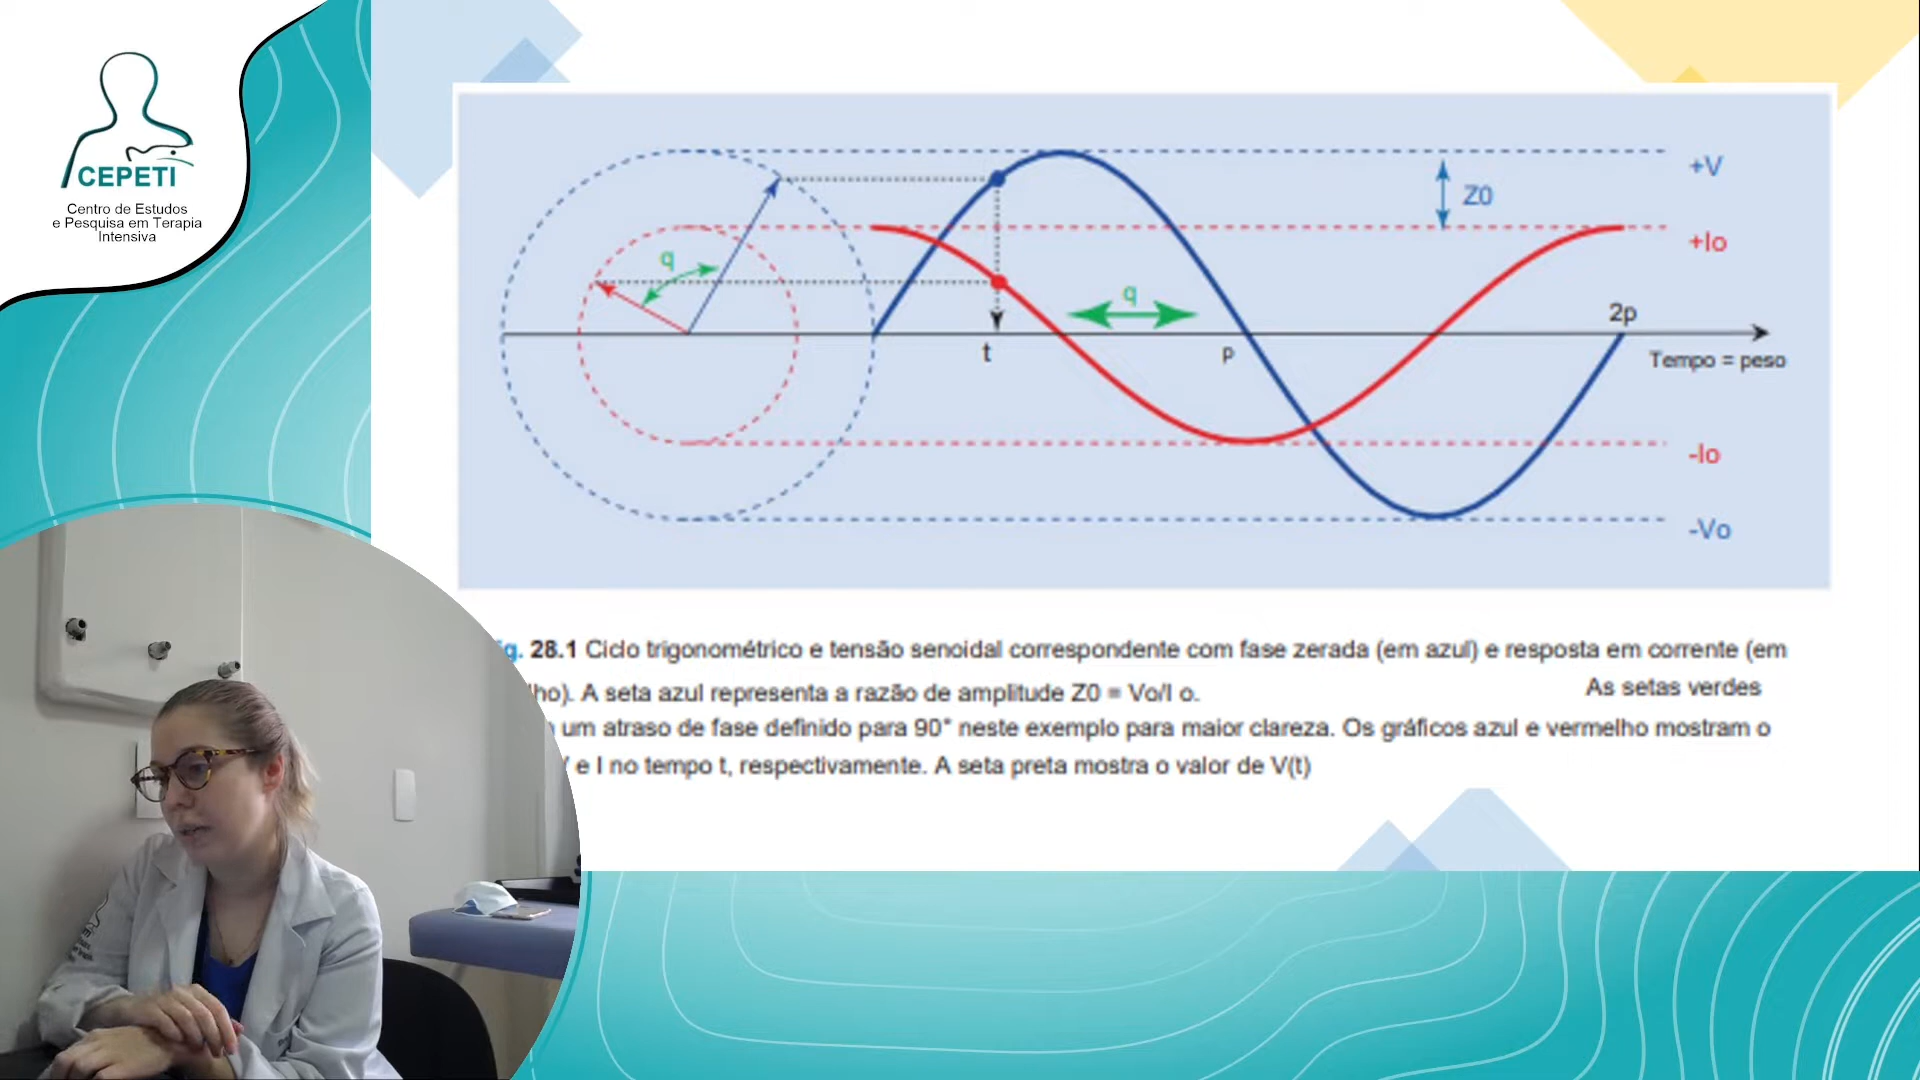 CEPETI
Centro de Estudos
e Pesquisa em Terapia
Intensiva
+V
Z0
+Io
q
q
2p
t
p
Tempo = peso
-Io
-Vo
g. 28.1 Ciclo trigonométrico e tensão senoidal correspondente com fase zerada (em azul) e resposta em corrente (em
lho). A seta azul representa a razão de amplitude Z0 = Vo/I o.
As setas verdes
um atraso de fase definido para 90° neste exemplo para maior clareza. Os gráficos azul e vermelho mostram o
e I no tempo t, respectivamente. A seta preta mostra o valor de V(t)